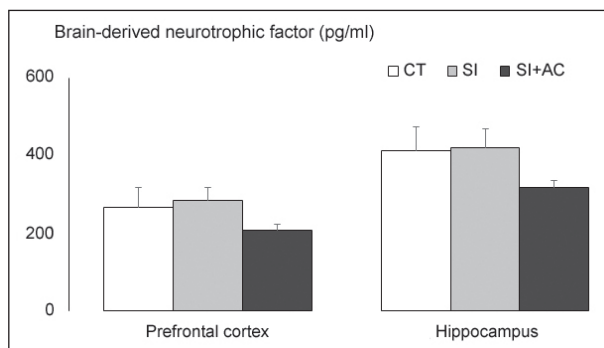 Brain-derived neurotrophic factor (pg/ml)
600
CT SI SI+AC
400
200
0
Prefrontal cortex Hippocampus